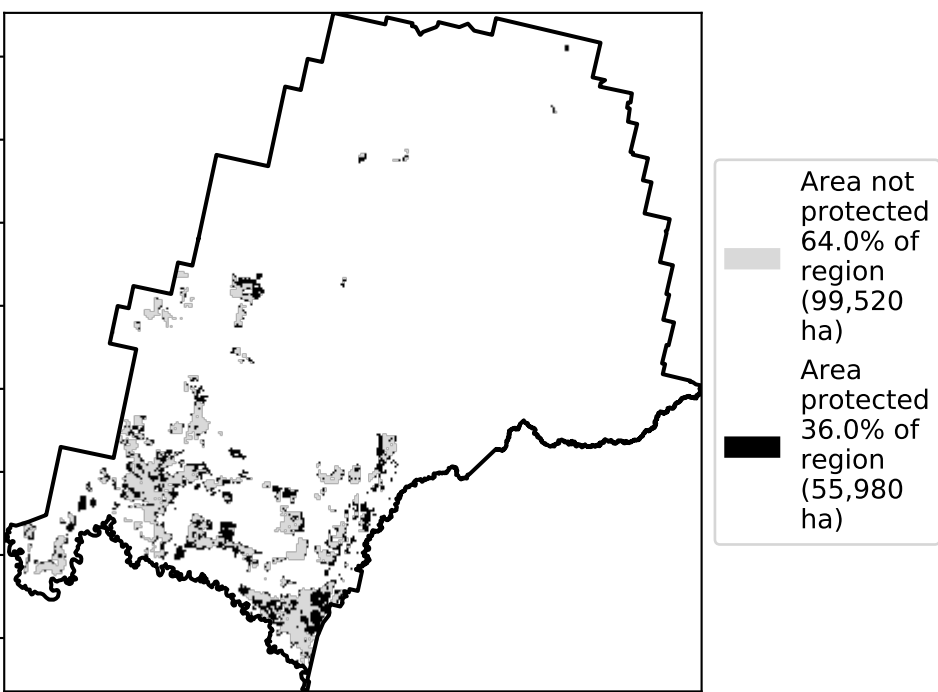 Area not
protected
64.0% of
region
(99,520
ha)
Area
protected
36.0% of
region
(55,980
ha)